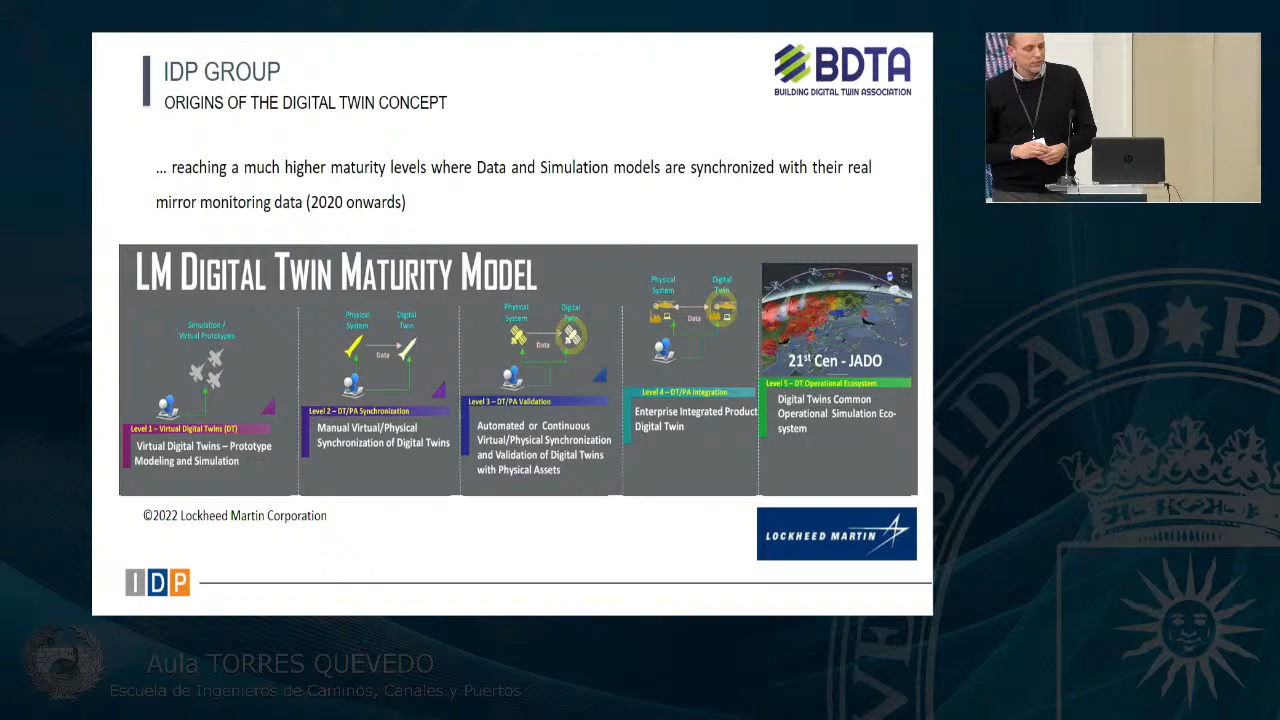 IDP GROUP
ORIGINS OF THE DIGITAL TWIN CONCEPT
BDTA
BUILDING DIGITAL TWIN ASSOCIATION
... reaching a much higher maturity levels where Data and Simulation models are synchronized with their real
mirror monitoring data (2020 onwards)
LM DIGITAL TWIN MATURITY MODEL
Simulation /
Virtual Prototypes
Level 1 – Virtual Digital Twins (DT)
Virtual Digital Twins – Prototype
Modeling and Simulation
Physical
System
Digital
Twin
Data
Level 2 – DT/PA Synchronization
Manual Virtual/Physical
Synchronization of Digital Twins
Physical
System
Digital
Twin
Data
Level 3 – DT/PA Validation
Automated or Continuous
Virtual/Physical Synchronization
and Validation of Digital Twins
with Physical Assets
Physical
System
Digital
Twin
Data
Level 4 – DT/PA Integration
Enterprise Integrated Product
Digital Twin
21st Cen - JADO
Level 5 – DT Operational Ecosystem
Digital Twins Common
Operational Simulation Eco-
system
©2022 Lockheed Martin Corporation
LOCKHEED MARTIN
IDP
Aula TORRES QUEVEDO
Escuela de Ingenieros de Caminos, Canales y Puertos